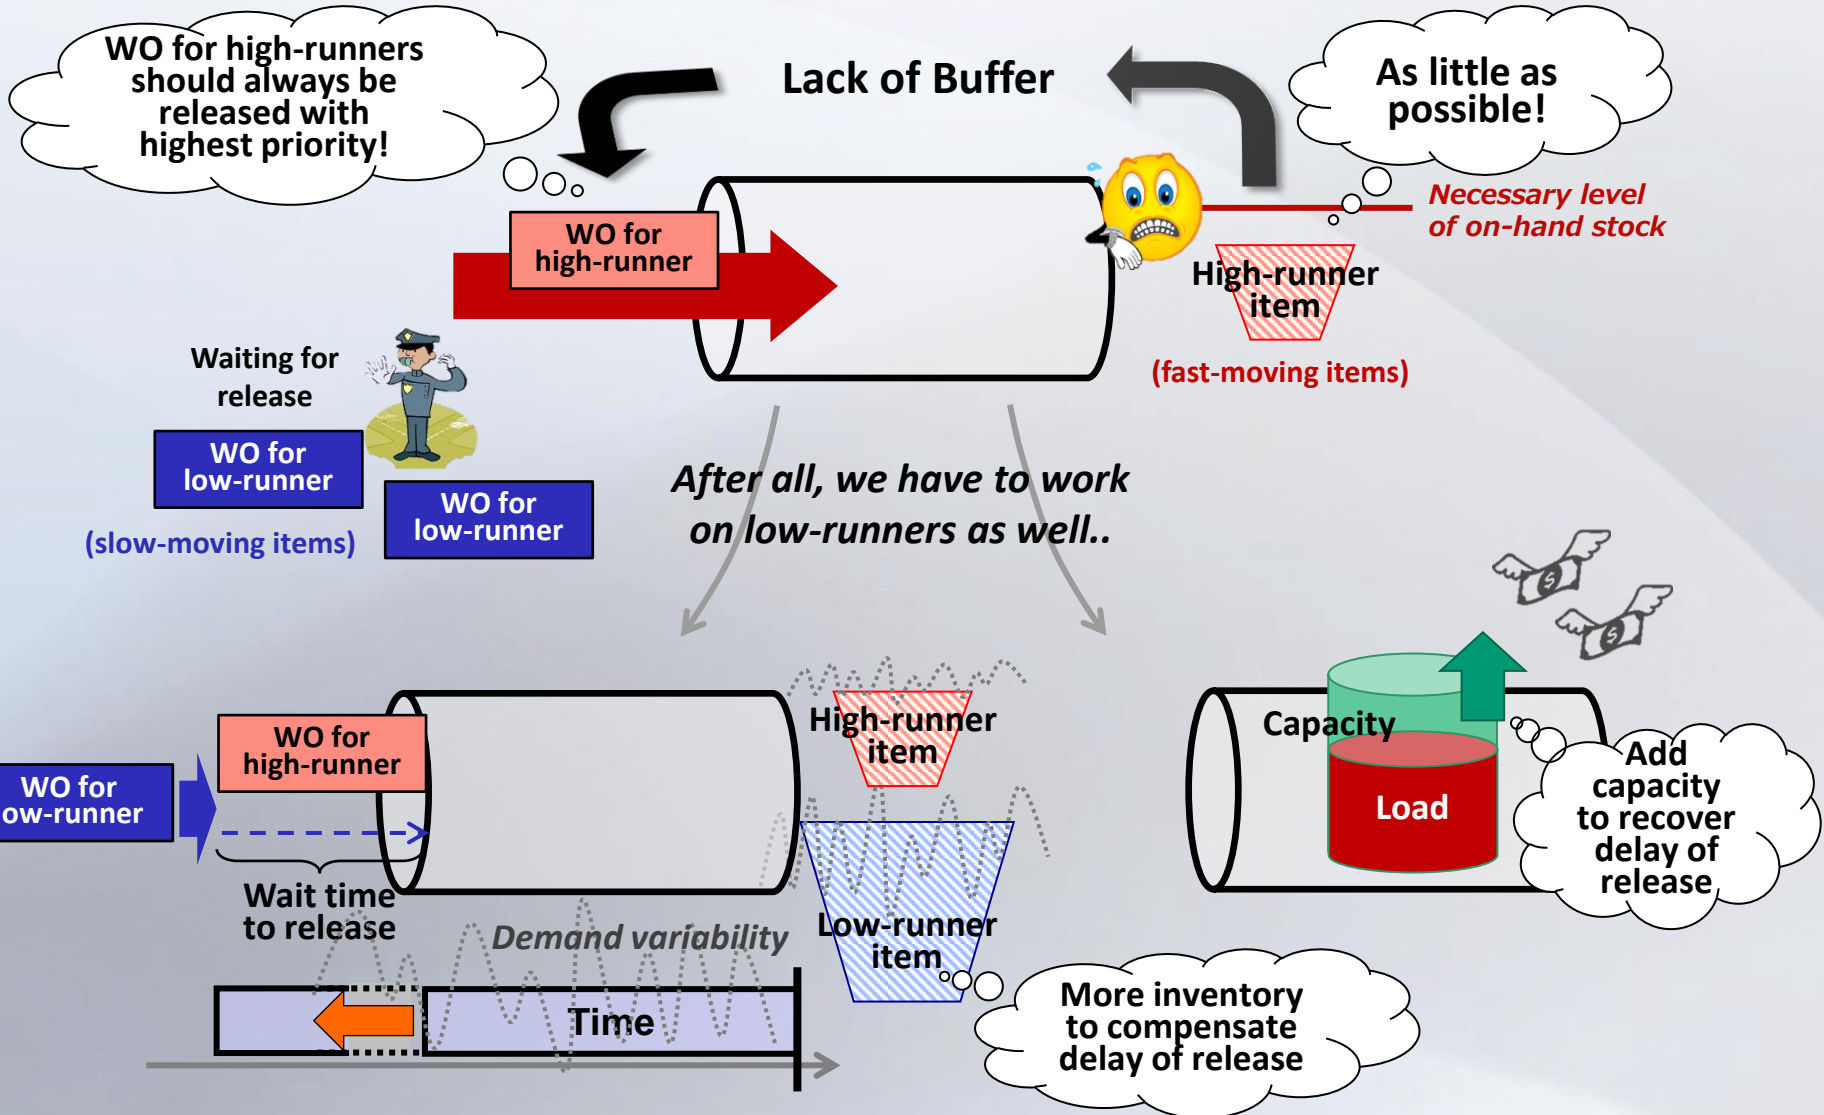 WO for high-runners
should always be
released with
highest priority!
Lack of Buffer
As little as
possible!
Necessary level
of on-hand stock
WO for
high-runner
High-runner
item
(fast-moving items)
Waiting for
release
WO for
low-runner
WO for
low-runner
(slow-moving items)
After all, we have to work
on low-runners as well..
WO for
high-runner
WO for
ow-runner
Wait time
to release
High-runner
item
Low-runner
item
Demand variability
Time
More inventory
to compensate
delay of release
Capacity
Load
$
$
Add
capacity
to recover
delay of
release